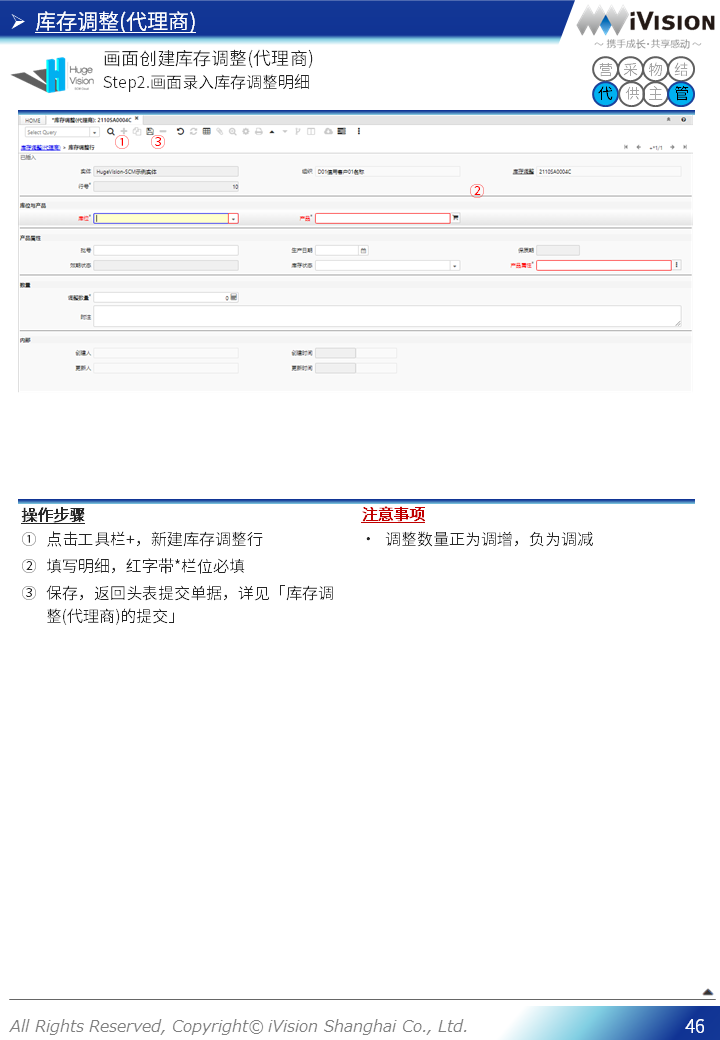 库存调整(代理商)
iVision
～ 携手成长·共享感动 ～
Huge
Vision
画面创建库存调整(代理商)
Step2.画面录入库存调整明细
营 采 物 结
代 供 主 管
HOME *库存调整(代理商): 21105A0004C
Select Query
① ③
库存调整(代理商) > 库存调整行
已插入
实体 HugeVision-SCM示例实体 组织 D01信用客户01名称 库存调整 21105A0004C
行号* 10
②
库位与产品
库位* 产品*
产品属性
批号 生产日期 保质期
效期状态 库存状态 产品属性*
数量
调整数量* 0
附注
内部
创建人 创建时间
更新人 更新时间
操作步骤
① 点击工具栏+，新建库存调整行
② 填写明细，红字带*栏位必填
③ 保存，返回头表提交单据，详见「库存调
整(代理商)的提交」
注意事项
• 调整数量正为调增，负为调减
All Rights Reserved, Copyright© iVision Shanghai Co., Ltd.
46